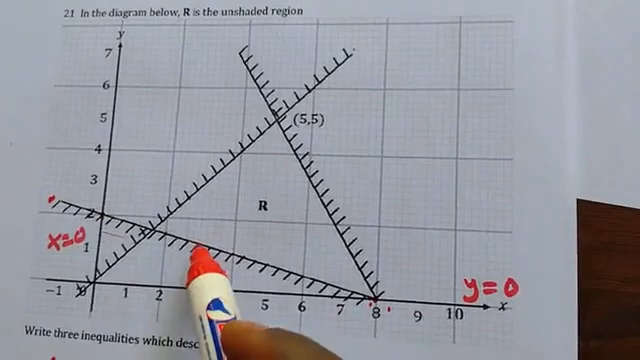 21 In the diagram below, R is the unshaded region
y
7
6
5
(5,5)
4
3
R
2
x=0
1
y=0
-1 0 1 2 5 6 7 8 9 10 x
Write three inequalities which desc